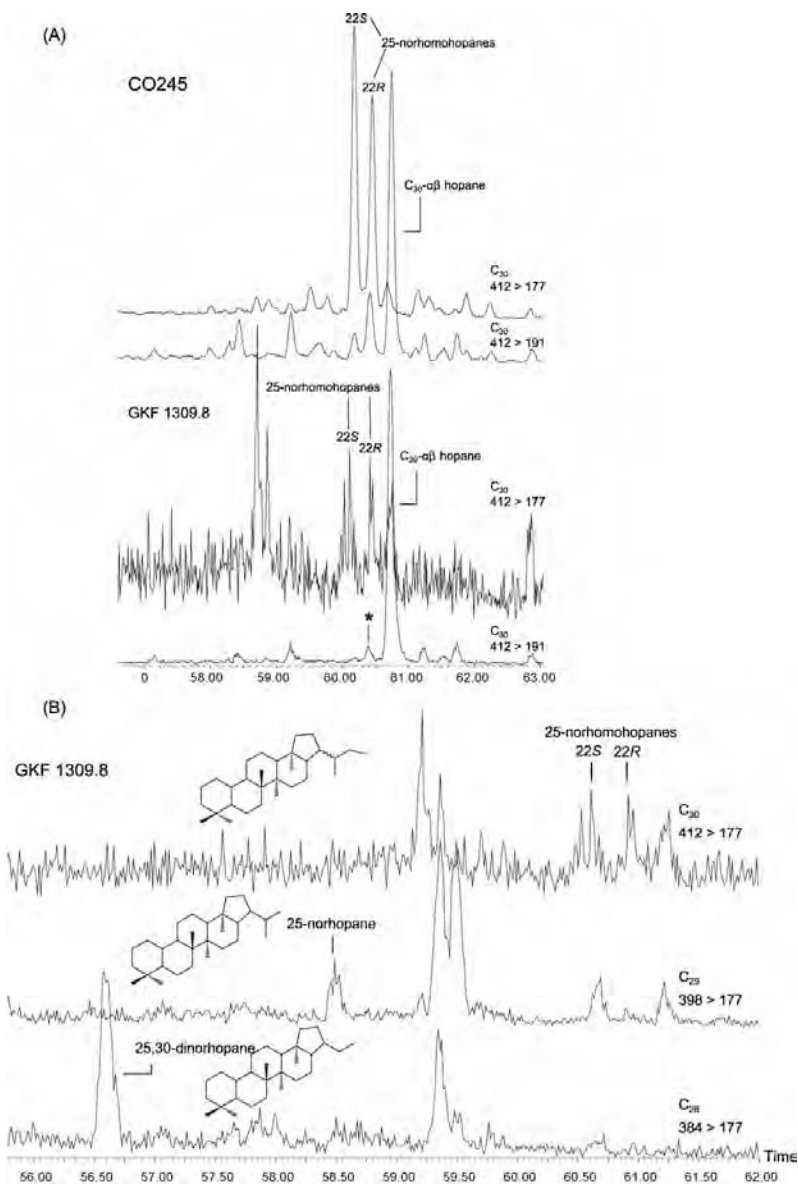 (A)
22S
25-norhomohopanes
CO245
22R
C30-αβ hopane
C30
412 > 177
C30
412 > 191
25-norhomohopanes
GKF 1309.8
22S
22R
C30-αβ hopane
C30
412 > 177
*
C30
412 > 191
0 58.00 59.00 60.00 61.00 62.00 63.00
(B)
25-norhomohopanes
GKF 1309.8
22S 22R
C30
412 > 177
25-norhopane
C29
398 > 177
25,30-dinorhopane
C28
384 > 177
Time
56.00 56.50 57.00 57.50 58.00 58.50 59.00 59.50 60.00 60.50 61.00 61.50 62.00